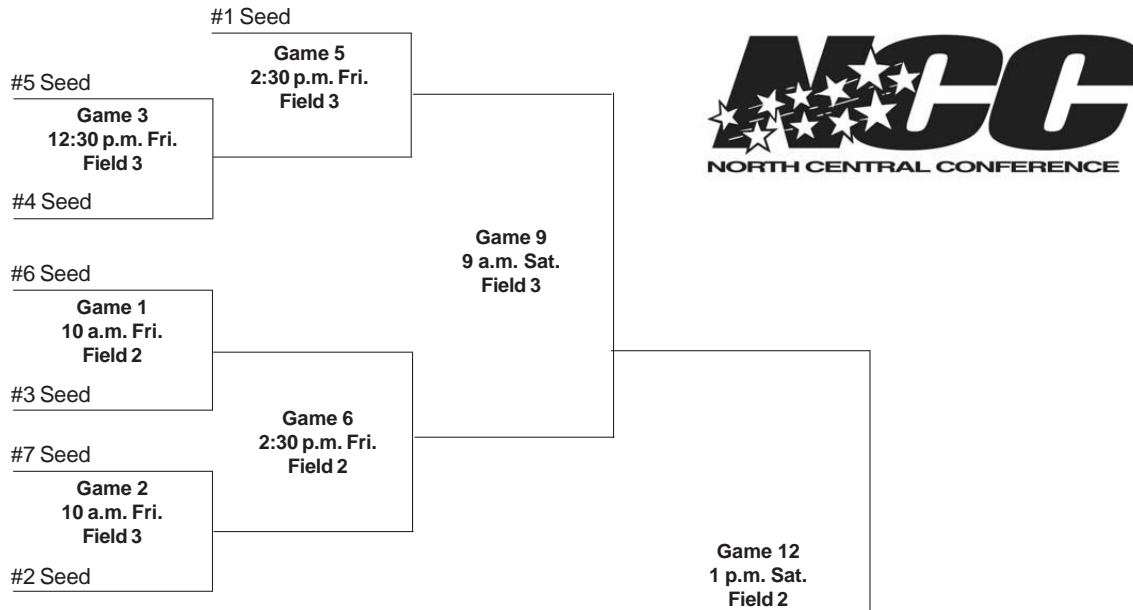 #1 Seed
Game 5
2:30 p.m. Fri.
Field 3
#5 Seed
Game 3
12:30 p.m. Fri.
Field 3
#4 Seed
NCC
NORTH CENTRAL CONFERENCE
Game 9
9 a.m. Sat.
Field 3
#6 Seed
Game 1
10 a.m. Fri.
Field 2
#3 Seed
Game 6
2:30 p.m. Fri.
Field 2
#7 Seed
Game 2
10 a.m. Fri.
Field 3
#2 Seed
Game 12
1 p.m. Sat.
Field 2